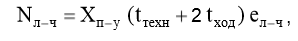 Nл-ч = Xп-у (tтехн + 2 tход) eл-ч ,